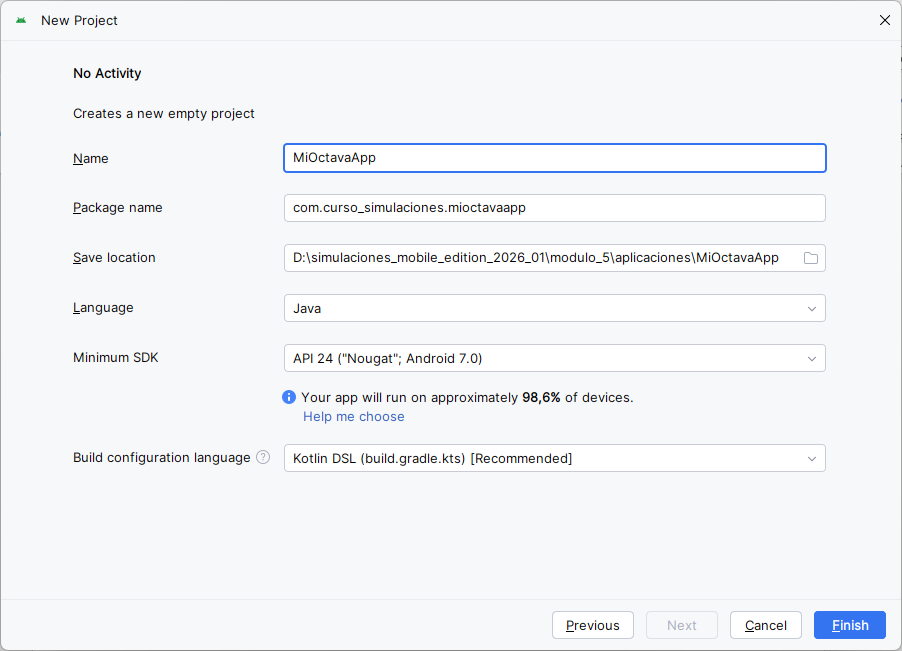 New Project
No Activity
Creates a new empty project
Name MiOctavaApp
Package name com.curso_simulaciones.mioctavaapp
Save location D:\simulaciones_mobile_edition_2026_01\modulo_5\aplicaciones\MiOctavaApp
Language Java
Minimum SDK API 24 ("Nougat"; Android 7.0)
Your app will run on approximately 98,6% of devices.
Help me choose
Build configuration language ? Kotlin DSL (build.gradle.kts) [Recommended]
Previous Next Cancel Finish